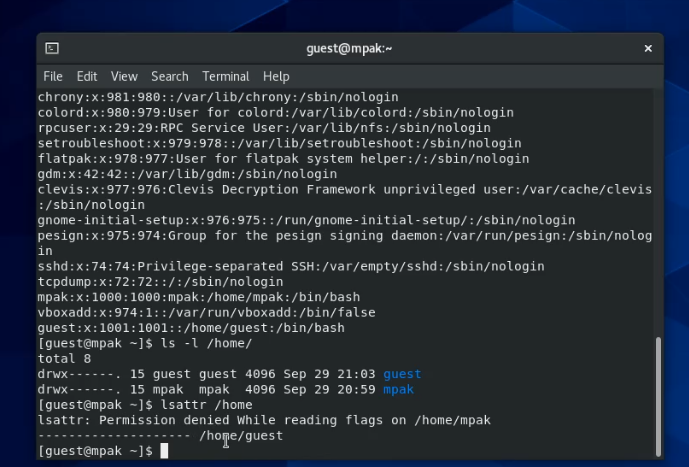 guest@mpak:~
File Edit View Search Terminal Help
chrony:x:981:980::/var/lib/chrony:/sbin/nologin
colord:x:980:979:User for colord:/var/lib/colord:/sbin/nologin
rpcuser:x:29:29:RPC Service User:/var/lib/nfs:/sbin/nologin
setroubleshoot:x:979:978::/var/lib/setroubleshoot:/sbin/nologin
flatpak:x:978:977:User for flatpak system helper:/:/sbin/nologin
gdm:x:42:42::/var/lib/gdm:/sbin/nologin
clevis:x:977:976:Clevis Decryption Framework unprivileged user:/var/cache/clevis
:/sbin/nologin
gnome-initial-setup:x:976:975::/run/gnome-initial-setup/:/sbin/nologin
pesign:x:975:974:Group for the pesign signing daemon:/var/run/pesign:/sbin/nolog
in
sshd:x:74:74:Privilege-separated SSH:/var/empty/sshd:/sbin/nologin
tcpdump:x:72:72::/:/sbin/nologin
mpak:x:1000:1000:mpak:/home/mpak:/bin/bash
vboxadd:x:974:1::/var/run/vboxadd:/bin/false
guest:x:1001:1001::/home/guest:/bin/bash
[guest@mpak ~]$ ls -l /home/
total 8
drwx------. 15 guest guest 4096 Sep 29 21:03 guest
drwx------. 15 mpak  mpak  4096 Sep 29 20:59 mpak
[guest@mpak ~]$ lsattr /home
lsattr: Permission denied While reading flags on /home/mpak
-------------------- /home/guest
[guest@mpak ~]$